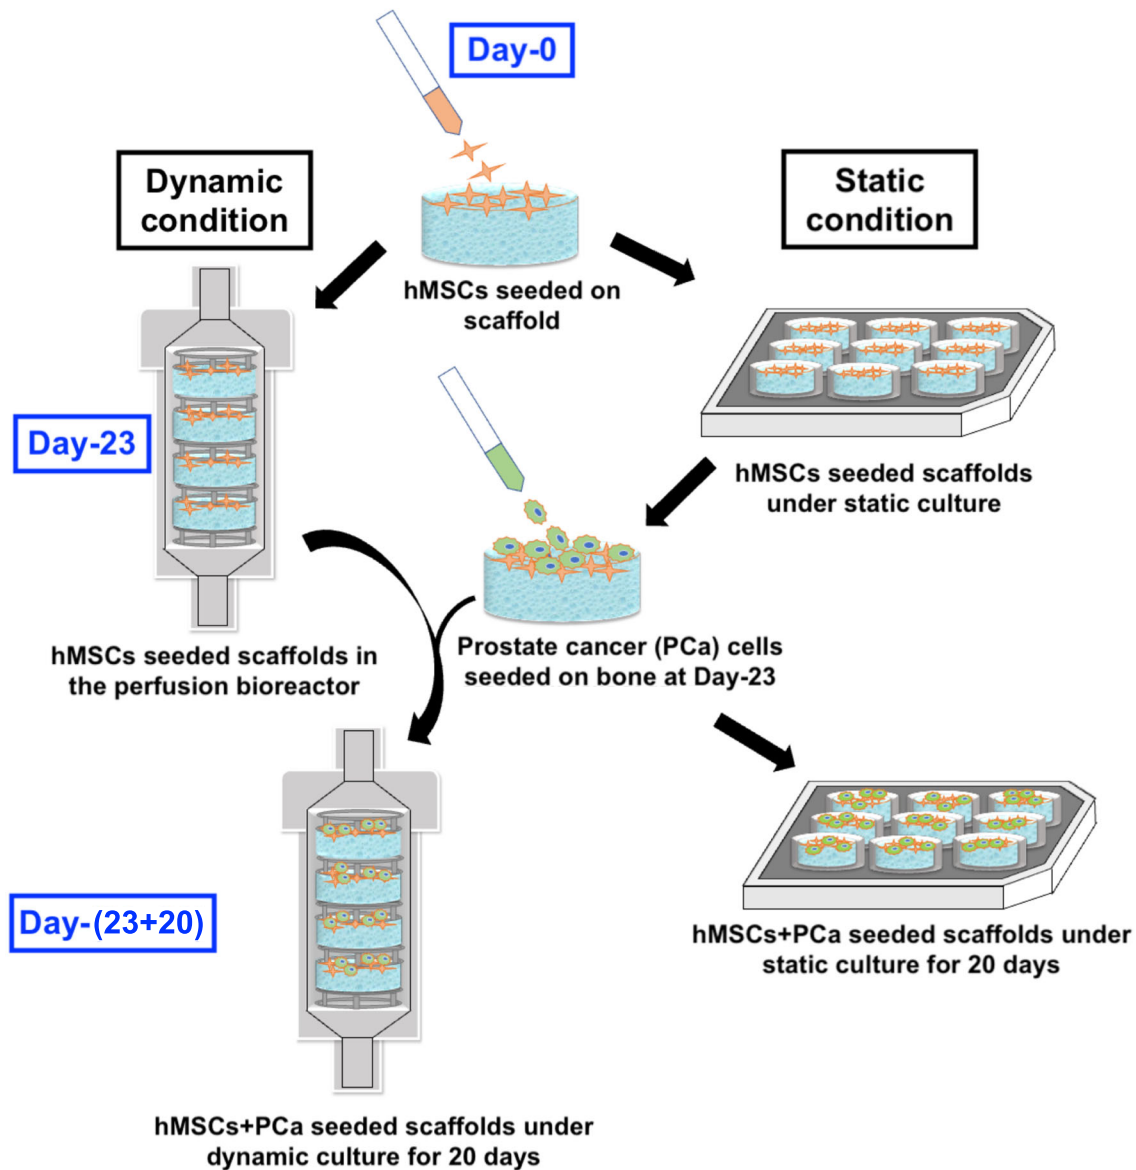 Day-0
Dynamic
condition
Static
condition
hMSCs seeded on
scaffold
Day-23
hMSCs seeded scaffolds
under static culture
hMSCs seeded scaffolds in
the perfusion bioreactor
Prostate cancer (PCa) cells
seeded on bone at Day-23
Day-(23+20)
hMSCs+PCa seeded scaffolds under
static culture for 20 days
hMSCs+PCa seeded scaffolds under
dynamic culture for 20 days